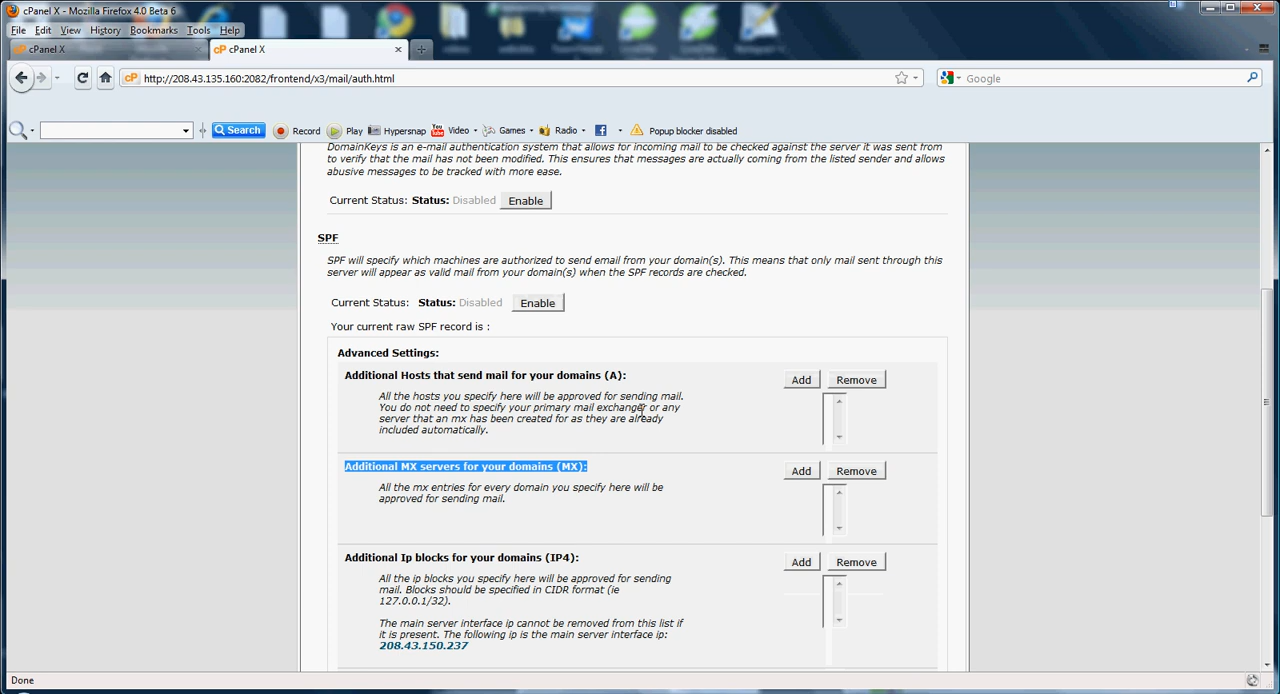 cPanel X - Mozilla Firefox 4.0 Beta 6
File Edit View History Bookmarks Tools Help
cPanel X
cPanel X
http://208.43.135.160:2082/frontend/x3/mail/auth.html
Google
Search Record Play Hypersnap Video Games Radio Popup blocker disabled
DomainKeys is an e-mail authentication system that allows for incoming mail to be checked against the server it was sent from
to verify that the mail has not been modified. This ensures that messages are actually coming from the listed sender and allows
abusive messages to be tracked with more ease.
Current Status: Status: Disabled Enable
SPF
SPF will specify which machines are authorized to send email from your domain(s). This means that only mail sent through this
server will appear as valid mail from your domain(s) when the SPF records are checked.
Current Status: Status: Disabled Enable
Your current raw SPF record is :
Advanced Settings:
Additional Hosts that send mail for your domains (A):
Add Remove
All the hosts you specify here will be approved for sending mail.
You do not need to specify your primary mail exchanger or any
server that an mx has been created for as they are already
included automatically.
Additional MX servers for your domains (MX):
Add Remove
All the mx entries for every domain you specify here will be
approved for sending mail.
Additional Ip blocks for your domains (IP4):
Add Remove
All the ip blocks you specify here will be approved for sending
mail. Blocks should be specified in CIDR format (ie
127.0.0.1/32).
The main server interface ip cannot be removed from this list if
it is present. The following ip is the main server interface ip:
208.43.150.237
Done